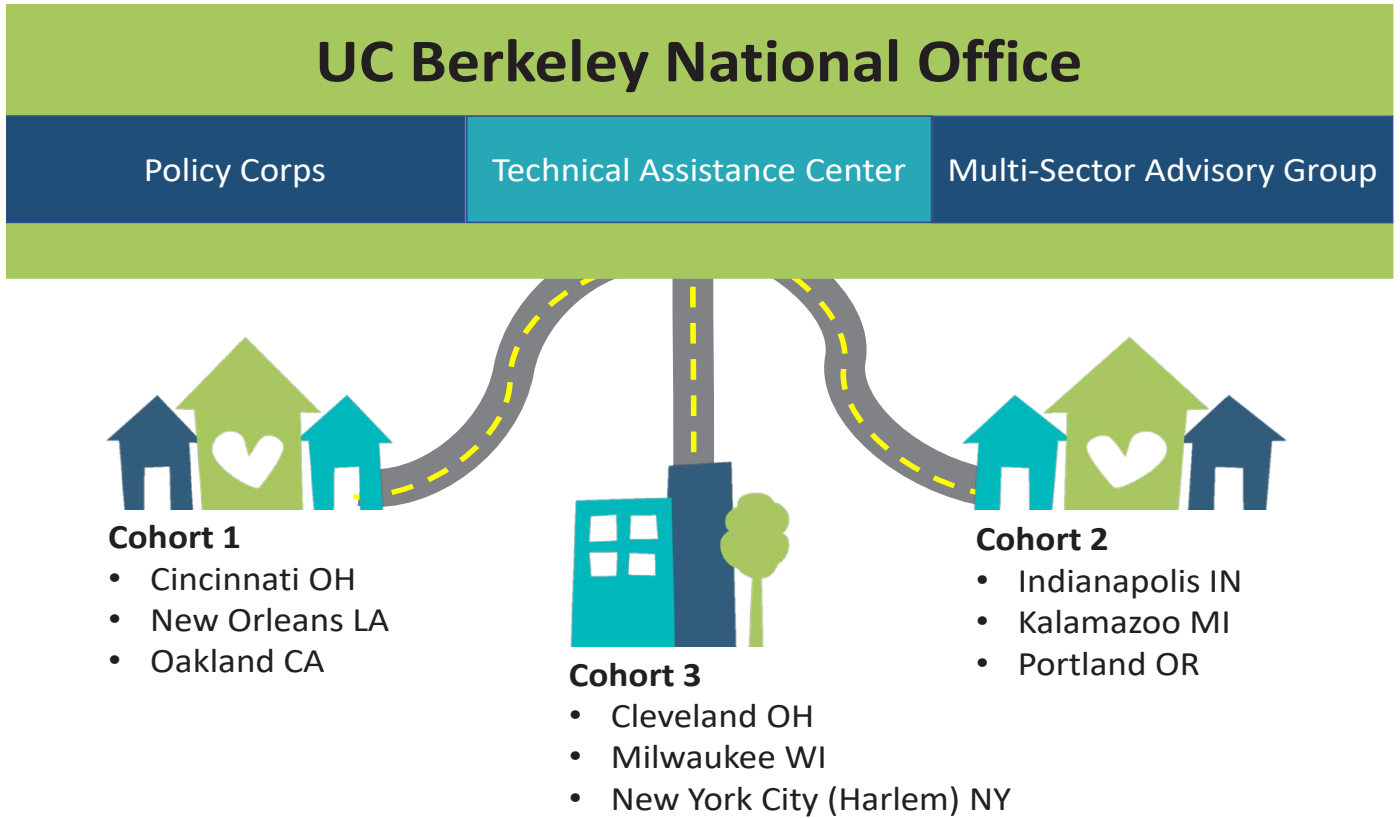 UC Berkeley National Office
Policy Corps
Technical Assistance Center
Multi-Sector Advisory Group
Cohort 1
• Cincinnati OH
• New Orleans LA
• Oakland CA
Cohort 3
• Cleveland OH
• Milwaukee WI
• New York City (Harlem) NY
Cohort 2
• Indianapolis IN
• Kalamazoo MI
• Portland OR